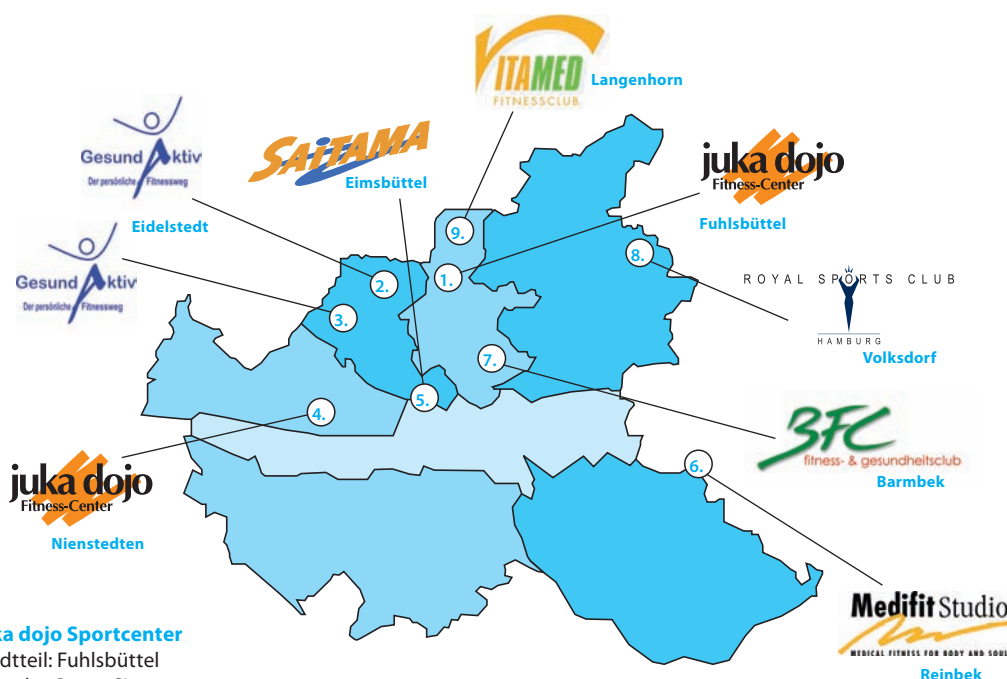 VITAMED
FITNESSCLUB
Langenhorn
Gesund Aktiv
Der persönliche Fitnessweg
Eidelstedt
SAiTAMA
Eimsbüttel
juka dojo
Fitness-Center
Fuhlsbüttel
Gesund Aktiv
Der persönliche Fitnessweg
ROYAL SPORTS CLUB
HAMBURG
Volksdorf
9.
8.
1.
2.
3.
7.
5.
4.
6.
BFC
fitness- & gesundheitsclub
Barmbek
juka dojo
Fitness-Center
Nienstedten
Medifit Studio
MEDICAL FITNESS FOR BODY AND SOUL
Reinbek
ka dojo Sportcenter
dtteil: Fuhlsbüttel